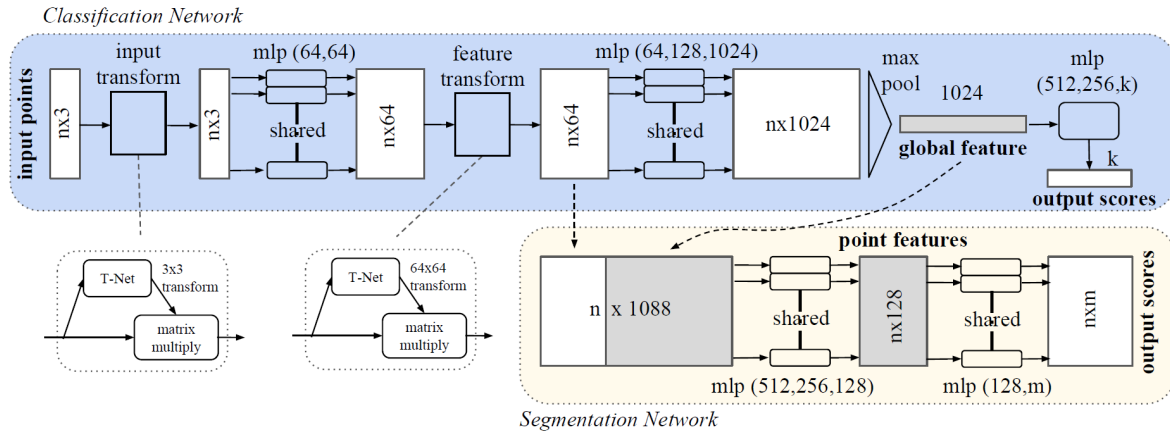 Classification Network
input points
nx3
input
transform
nx3
mlp (64,64)
shared
nx64
feature
transform
nx64
mlp (64,128,1024)
shared
nx1024
max
pool
1024
global feature
mlp
(512,256,k)
k
output scores
T-Net
3x3
transform
matrix
multiply
T-Net
64x64
transform
matrix
multiply
point features
n x 1088
shared
mlp (512,256,128)
nx128
shared
mlp (128,m)
nxm
output scores
Segmentation Network